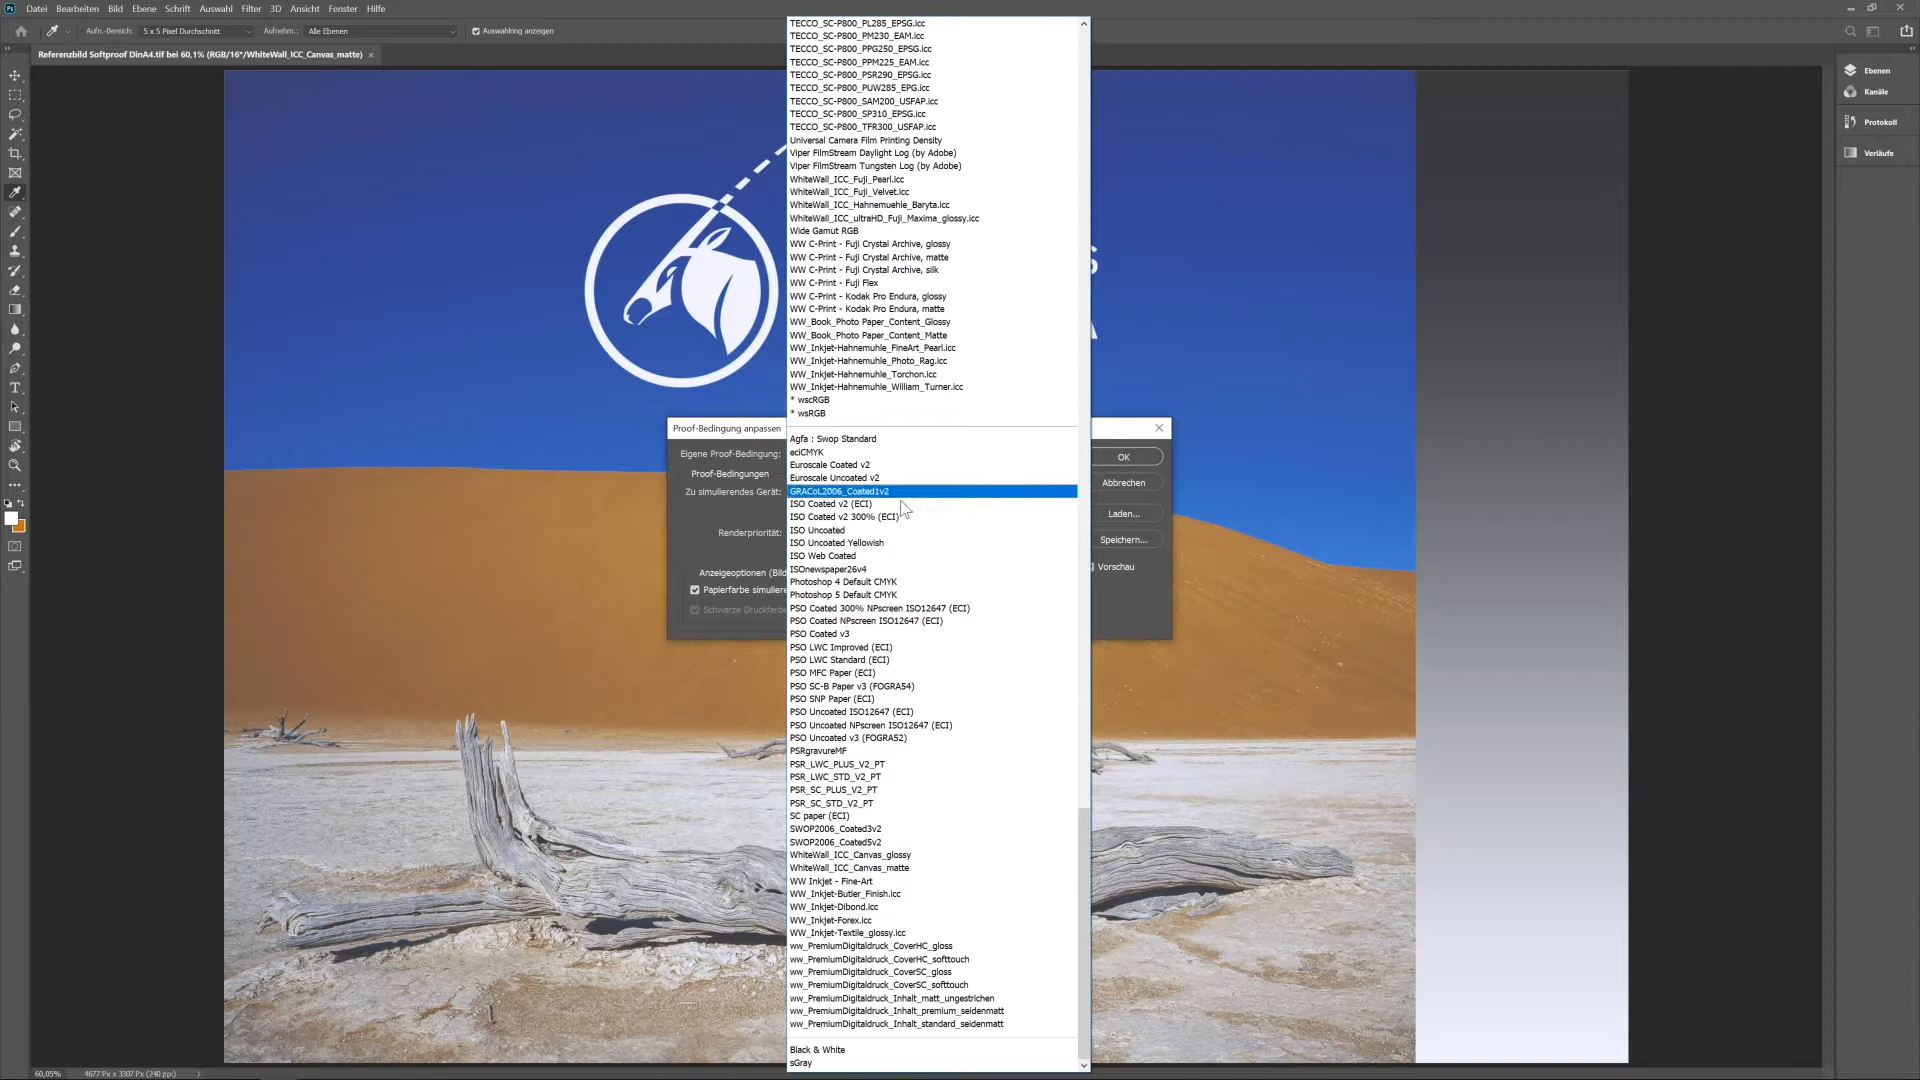 Ps Datei Bearbeiten Bild Ebene Schrift Auswahl Filter 3D Ansicht Fenster Hilfe
Aufn.-Bereich: 5 x 5 Pixel Durchschnitt Aufnehm.: Alle Ebenen Auswahlring anzeigen
Referenzbild Softproof DinA4.tif bei 60,1% (RGB/16*/WhiteWall_ICC_Canvas_matte) ×
TECCO_SC-P800_PL285_EPSG.icc
TECCO_SC-P800_PM230_EAM.icc
TECCO_SC-P800_PPG250_EPSG.icc
TECCO_SC-P800_PPM225_EAM.icc
TECCO_SC-P800_PSR290_EPSG.icc
TECCO_SC-P800_PUW285_EPG.icc
TECCO_SC-P800_SAM200_USFAP.icc
TECCO_SC-P800_SP310_EPSG.icc
TECCO_SC-P800_TFR300_USFAP.icc
Universal Camera Film Printing Density
Viper FilmStream Daylight Log (by Adobe)
Viper FilmStream Tungsten Log (by Adobe)
WhiteWall_ICC_Fuji_Pearl.icc
WhiteWall_ICC_Fuji_Velvet.icc
WhiteWall_ICC_Hahnemuehle_Baryta.icc
WhiteWall_ICC_ultraHD_Fuji_Maxima_glossy.icc
Wide Gamut RGB
WW C-Print - Fuji Crystal Archive, glossy
WW C-Print - Fuji Crystal Archive, matte
WW C-Print - Fuji Crystal Archive, silk
WW C-Print - Fuji Flex
WW C-Print - Kodak Pro Endura, glossy
WW C-Print - Kodak Pro Endura, matte
WW_Book_Photo Paper_Content_Glossy
WW_Book_Photo Paper_Content_Matte
WW_Inkjet-Hahnemuhle_FineArt_Pearl.icc
WW_Inkjet-Hahnemuhle_Photo_Rag.icc
WW_Inkjet-Hahnemuhle_Torchon.icc
WW_Inkjet-Hahnemuhle_William_Turner.icc
* wscRGB
* wsRGB
Agfa : Swop Standard
eciCMYK
Euroscale Coated v2
Euroscale Uncoated v2
GRACoL2006_Coated1v2
ISO Coated v2 (ECI)
ISO Coated v2 300% (ECI)
ISO Uncoated
ISO Uncoated Yellowish
ISO Web Coated
ISOnewspaper26v4
Photoshop 4 Default CMYK
Photoshop 5 Default CMYK
PSO Coated 300% NPscreen ISO12647 (ECI)
PSO Coated NPscreen ISO12647 (ECI)
PSO Coated v3
PSO LWC Improved (ECI)
PSO LWC Standard (ECI)
PSO MFC Paper (ECI)
PSO SC-B Paper v3 (FOGRA54)
PSO SNP Paper (ECI)
PSO Uncoated ISO12647 (ECI)
PSO Uncoated NPscreen ISO12647 (ECI)
PSO Uncoated v3 (FOGRA52)
PSRgravureMF
PSR_LWC_PLUS_V2_PT
PSR_LWC_STD_V2_PT
PSR_SC_PLUS_V2_PT
PSR_SC_STD_V2_PT
SC paper (ECI)
SWOP2006_Coated3v2
SWOP2006_Coated5v2
WhiteWall_ICC_Canvas_glossy
WhiteWall_ICC_Canvas_matte
WW Inkjet - Fine-Art
WW_Inkjet-Butler_Finish.icc
WW_Inkjet-Dibond.icc
WW_Inkjet-Forex.icc
WW_Inkjet-Textile_glossy.icc
ww_PremiumDigitaldruck_CoverHC_gloss
ww_PremiumDigitaldruck_CoverHC_softtouch
ww_PremiumDigitaldruck_CoverSC_gloss
ww_PremiumDigitaldruck_CoverSC_softtouch
ww_PremiumDigitaldruck_Inhalt_matt_ungestrichen
ww_PremiumDigitaldruck_Inhalt_premium_seidenmatt
ww_PremiumDigitaldruck_Inhalt_standard_seidenmatt
Black & White
sGray
Proof-Bedingung anpassen
Eigene Proof-Bedingung:
Proof-Bedingungen
Zu simulierendes Gerät:
Renderpriorität:
Anzeigeoptionen (Bild
Papierfarbe simuliere
Schwarze Druckfarbe
OK
Abbrechen
Laden...
Speichern...
Vorschau
S
A
Ebenen
Kanäle
Protokoll
Verläufe
60,05% 4677 Px x 3307 Px (240 ppi)